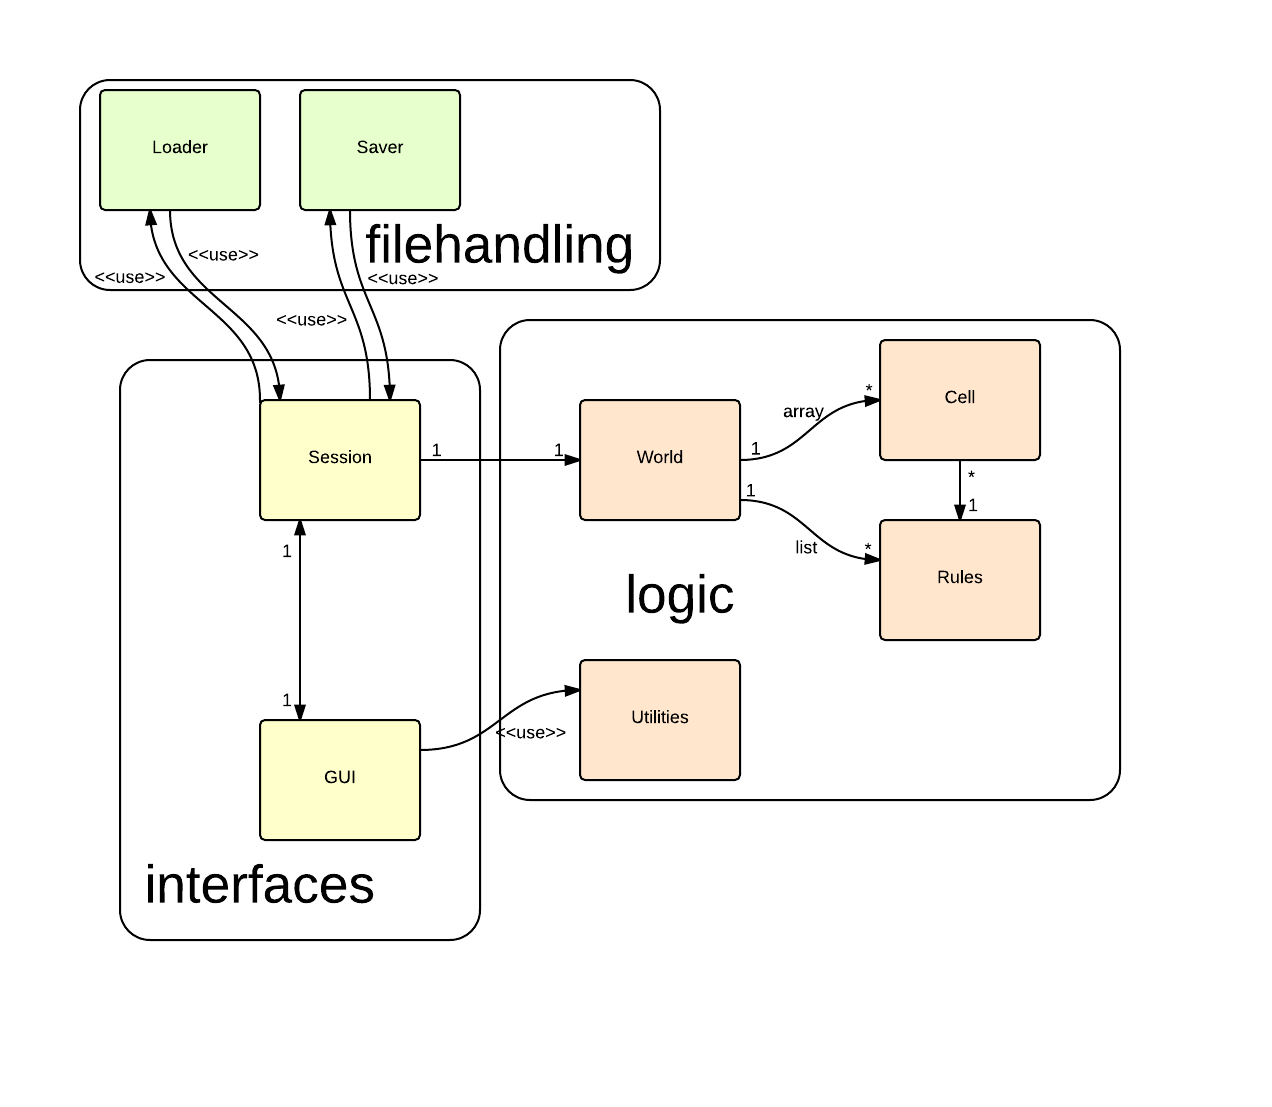 Loader
Saver
filehandling
<<use>>
<<use>>
<<use>>
<<use>>
Session
1
1
World
1
array
*
Cell
*
1
1
list
*
Rules
logic
1
1
GUI
<<use>>
Utilities
interfaces